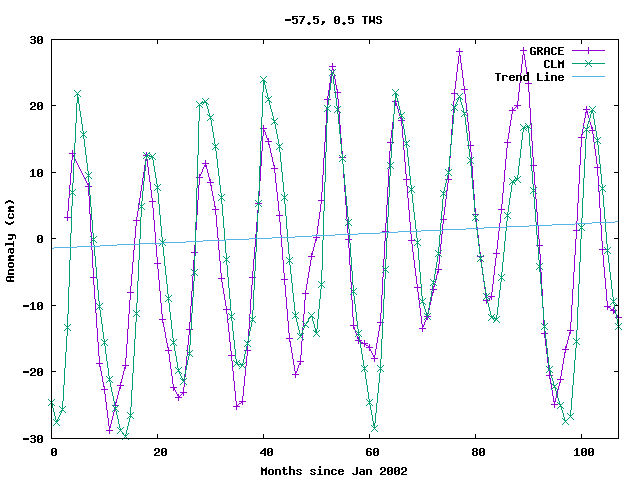 -57.5, 0.5 TWS
30
20
10
0
-10
-20
-30
Anomaly (cm)
GRACE
CLM
Trend Line
0 20 40 60 80 100
Months since Jan 2002